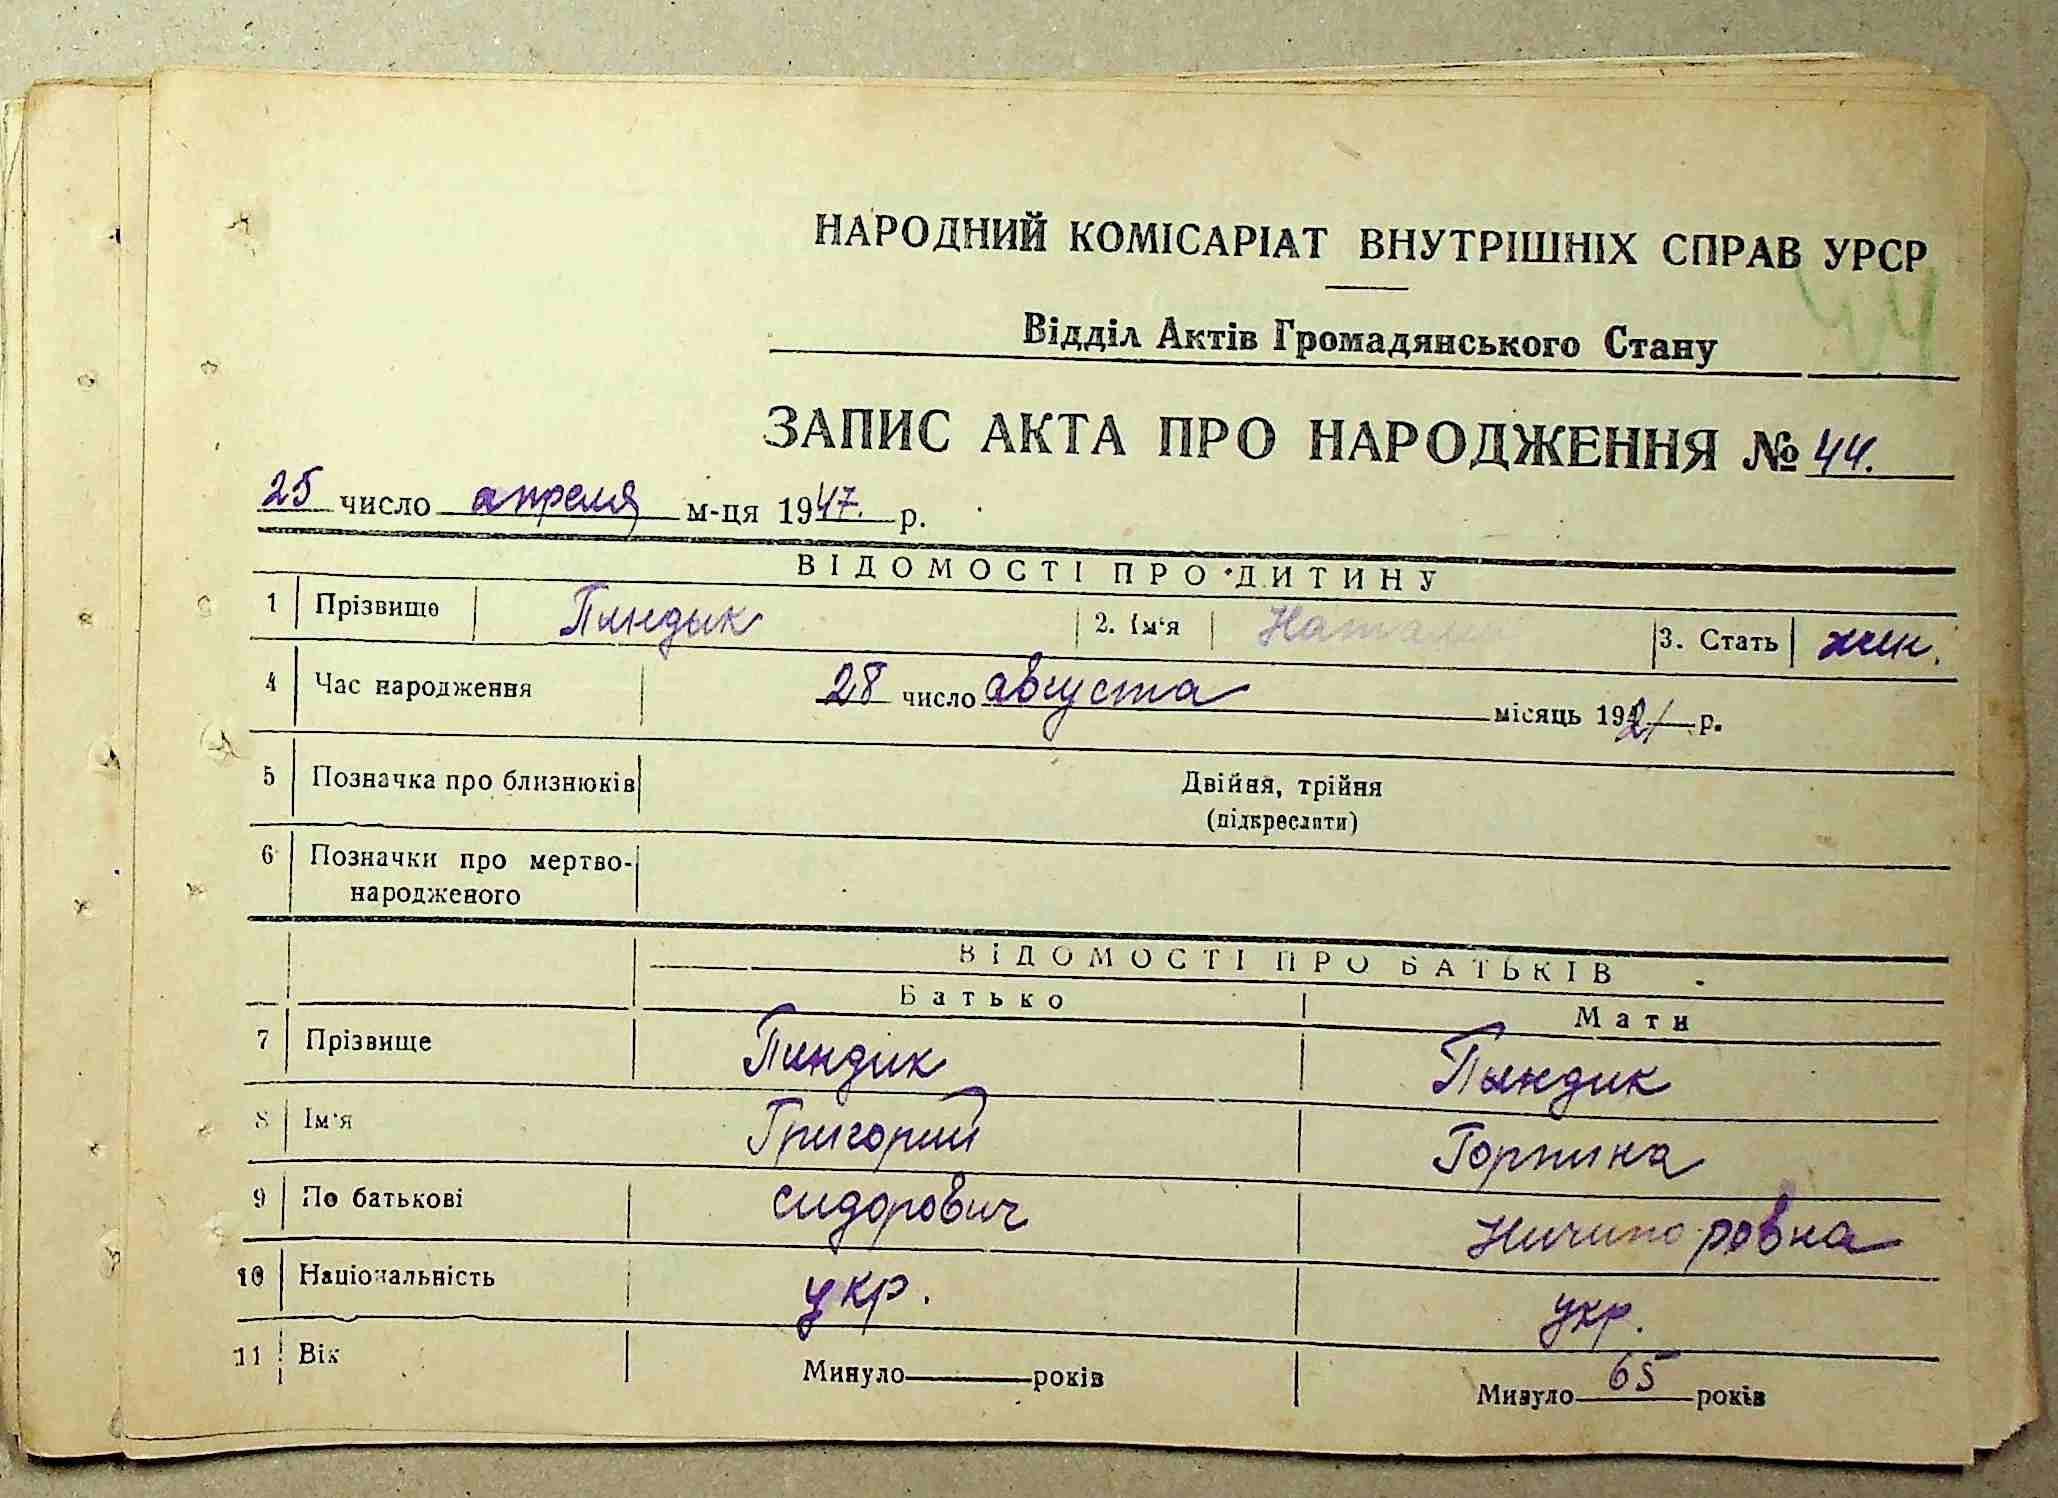 НАРОДНИЙ КОМІСАРІАТ ВНУТРІШНІХ СПРАВ УРСР
44
Відділ Актів Громадянського Стану
ЗАПИС АКТА ПРО НАРОДЖЕННЯ № 44.
25 число апреля м-ця 1947. р.
ВІДОМОСТІ ПРО ДИТИНУ
1 Прізвище Пындык 2. Ім'я 3. Стать жен.
4 Час народження 28 число августа місяць 1921 р.
5 Позначка про близнюків Двійня, трійня
(підкреслити)
6 Позначки про мертво-
народженого
ВІДОМОСТІ ПРО БАТЬКІВ
Батько Мати
7 Прізвище Пиндик Пындик
8 Ім'я Григорий Горпина
9 По батькові Сидорович Ничипоровна
10 Національність укр. укр.
11 Вік Минуло років Минуло 65 років